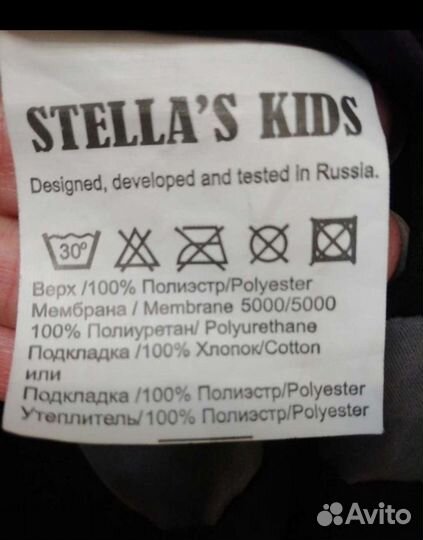 STELLA'S KIDS
Designed, developed and tested in Russia.
30°
Верх /100% Полиэстр/Polyester
Мембрана / Membrane 5000/5000
100% Полиуретан/ Polyurethane
Подкладка /100% Хлопок/Cotton
или
Подкладка /100% Полиэстр/Polyester
Утеплитель/100% Полиэстр/Polyester
Avito